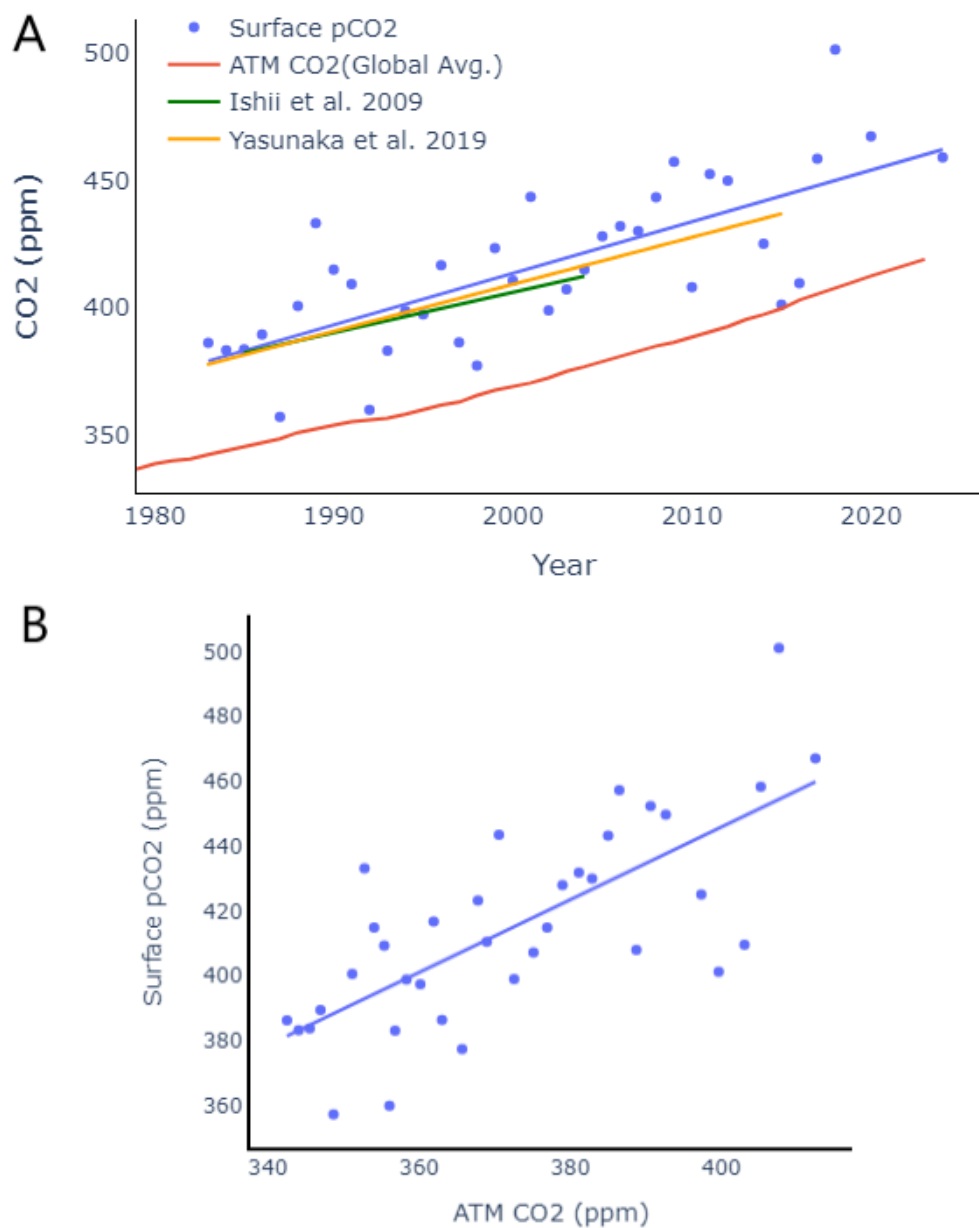 A
Surface pCO2
ATM CO2(Global Avg.)
Ishii et al. 2009
Yasunaka et al. 2019
500
450
400
350
CO2 (ppm)
1980 1990 2000 2010 2020
Year
B
500
480
460
440
420
400
380
360
Surface pCO2 (ppm)
340 360 380 400
ATM CO2 (ppm)